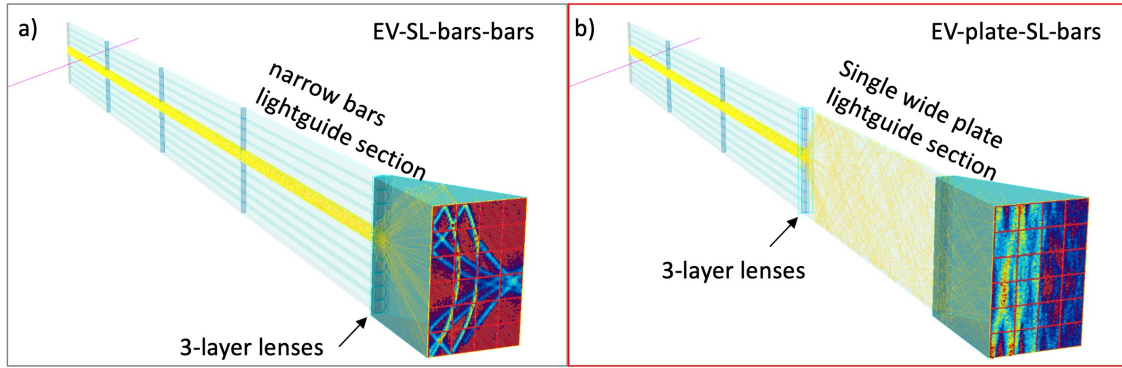 a)
EV-SL-bars-bars
narrow bars
lightguide section
3-layer lenses
b)
EV-plate-SL-bars
Single wide plate
lightguide section
3-layer lenses